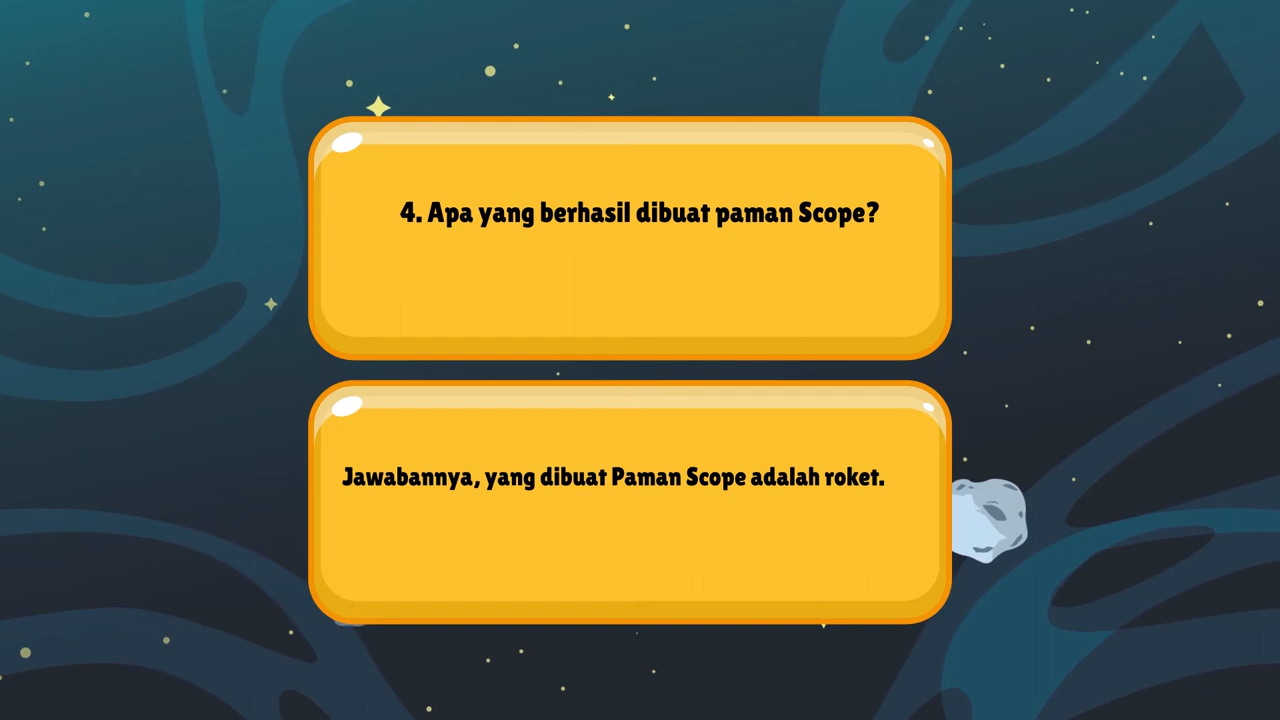 4. Apa yang berhasil dibuat paman Scope?
Jawabannya, yang dibuat Paman Scope adalah roket.